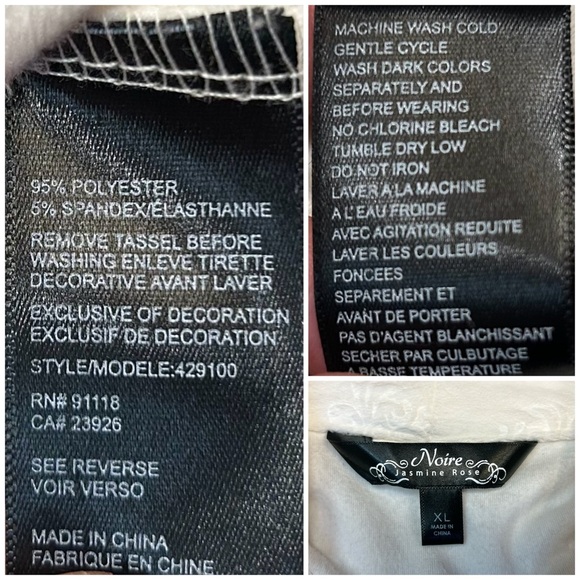 95% POLYESTER
5% SPANDEX/ÉLASTHANNE
REMOVE TASSEL BEFORE
WASHING ENLEVE TIRETTE
DECORATIVE AVANT LAVER
EXCLUSIVE OF DECORATION
EXCLUSIF DE DECORATION
STYLE/MODELE:429100
RN# 91118
CA# 23926
SEE REVERSE
VOIR VERSO
MADE IN CHINA
FABRIQUE EN CHINE
MACHINE WASH COLD
GENTLE CYCLE
WASH DARK COLORS
SEPARATELY AND
BEFORE WEARING
NO CHLORINE BLEACH
TUMBLE DRY LOW
DO NOT IRON
LAVER A LA MACHINE
A L'EAU FROIDE
AVEC AGITATION REDUITE
LAVER LES COULEURS
FONCEES
SEPAREMENT ET
AVANT DE PORTER
PAS D'AGENT BLANCHISSANT
SECHER PAR CULBUTAGE
A BASSE TEMPERATURE
Noire
Jasmine Rose
XL
MADE IN
CHINA